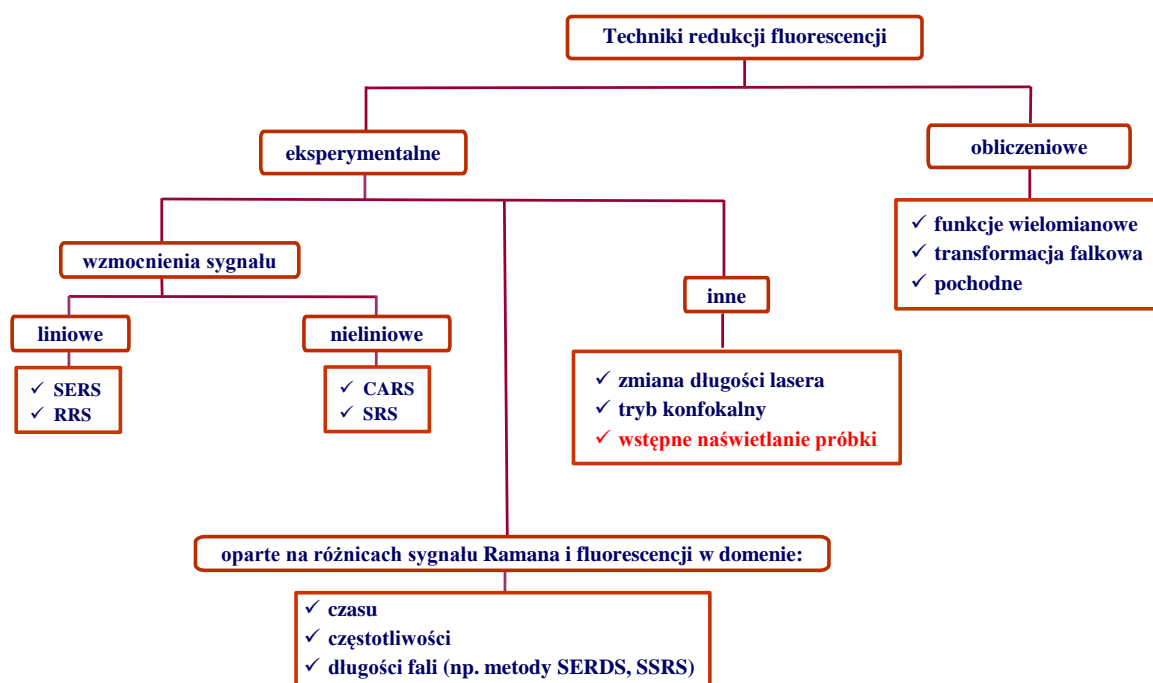 Techniki redukcji fluorescencji
eksperymentalne
obliczeniowe
✓ funkcje wielomianowe
✓ transformacja falkowa
✓ pochodne
wzmocnienia sygnału
inne
liniowe
nieliniowe
✓ SERS
✓ RRS
✓ CARS
✓ SRS
✓ zmiana długości lasera
✓ tryb konfokalny
✓ wstępne naświetlanie próbki
oparte na różnicach sygnału Ramana i fluorescencji w domenie:
✓ czasu
✓ częstotliwości
✓ długości fali (np. metody SERDS, SSRS)